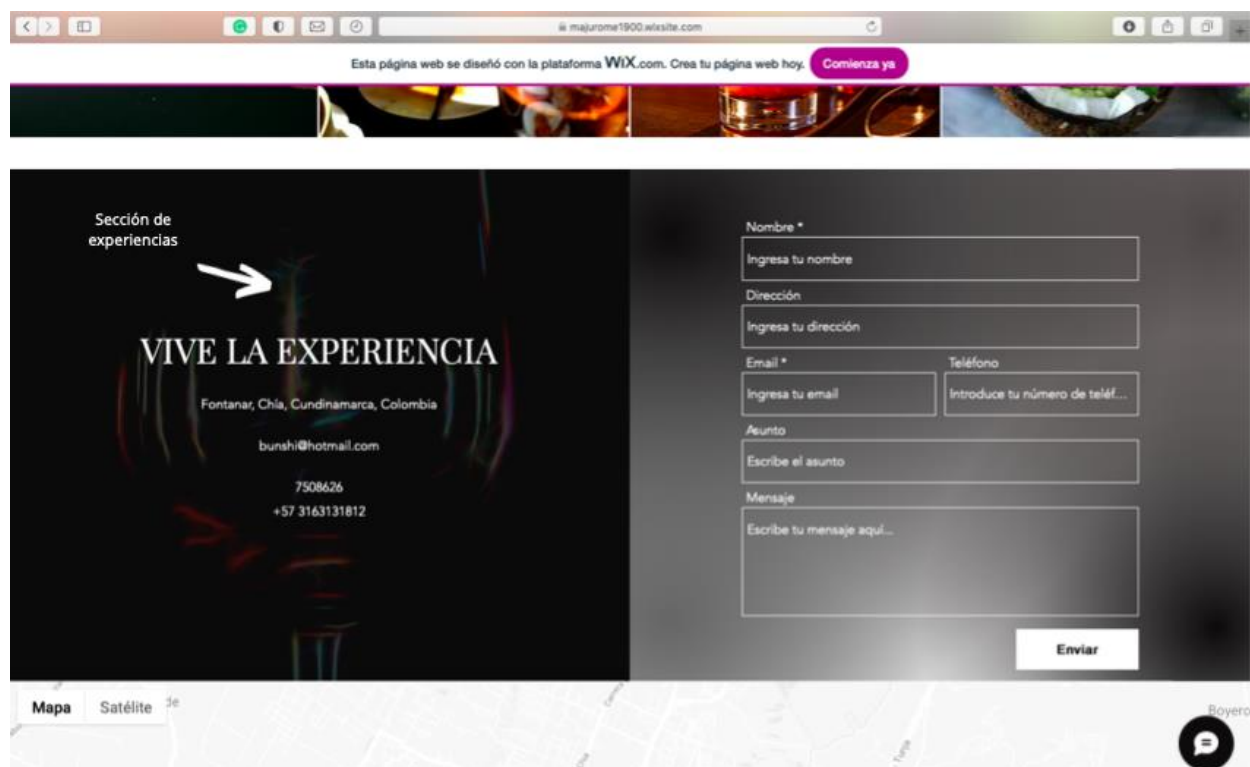 majurome1900.wixsite.com
Esta página web se diseñó con la plataforma WiX.com. Crea tu página web hoy.
Comienza ya
Sección de
experiencias
VIVE LA EXPERIENCIA
Fontanar, Chía, Cundinamarca, Colombia
bunshi@hotmail.com
7508626
+57 3163131812
Nombre *
Ingresa tu nombre
Dirección
Ingresa tu dirección
Email *
Teléfono
Ingresa tu email
Introduce tu número de teléf...
Asunto
Escribe el asunto
Mensaje
Escribe tu mensaje aquí...
Enviar
Mapa
Satélite
de
Boyero